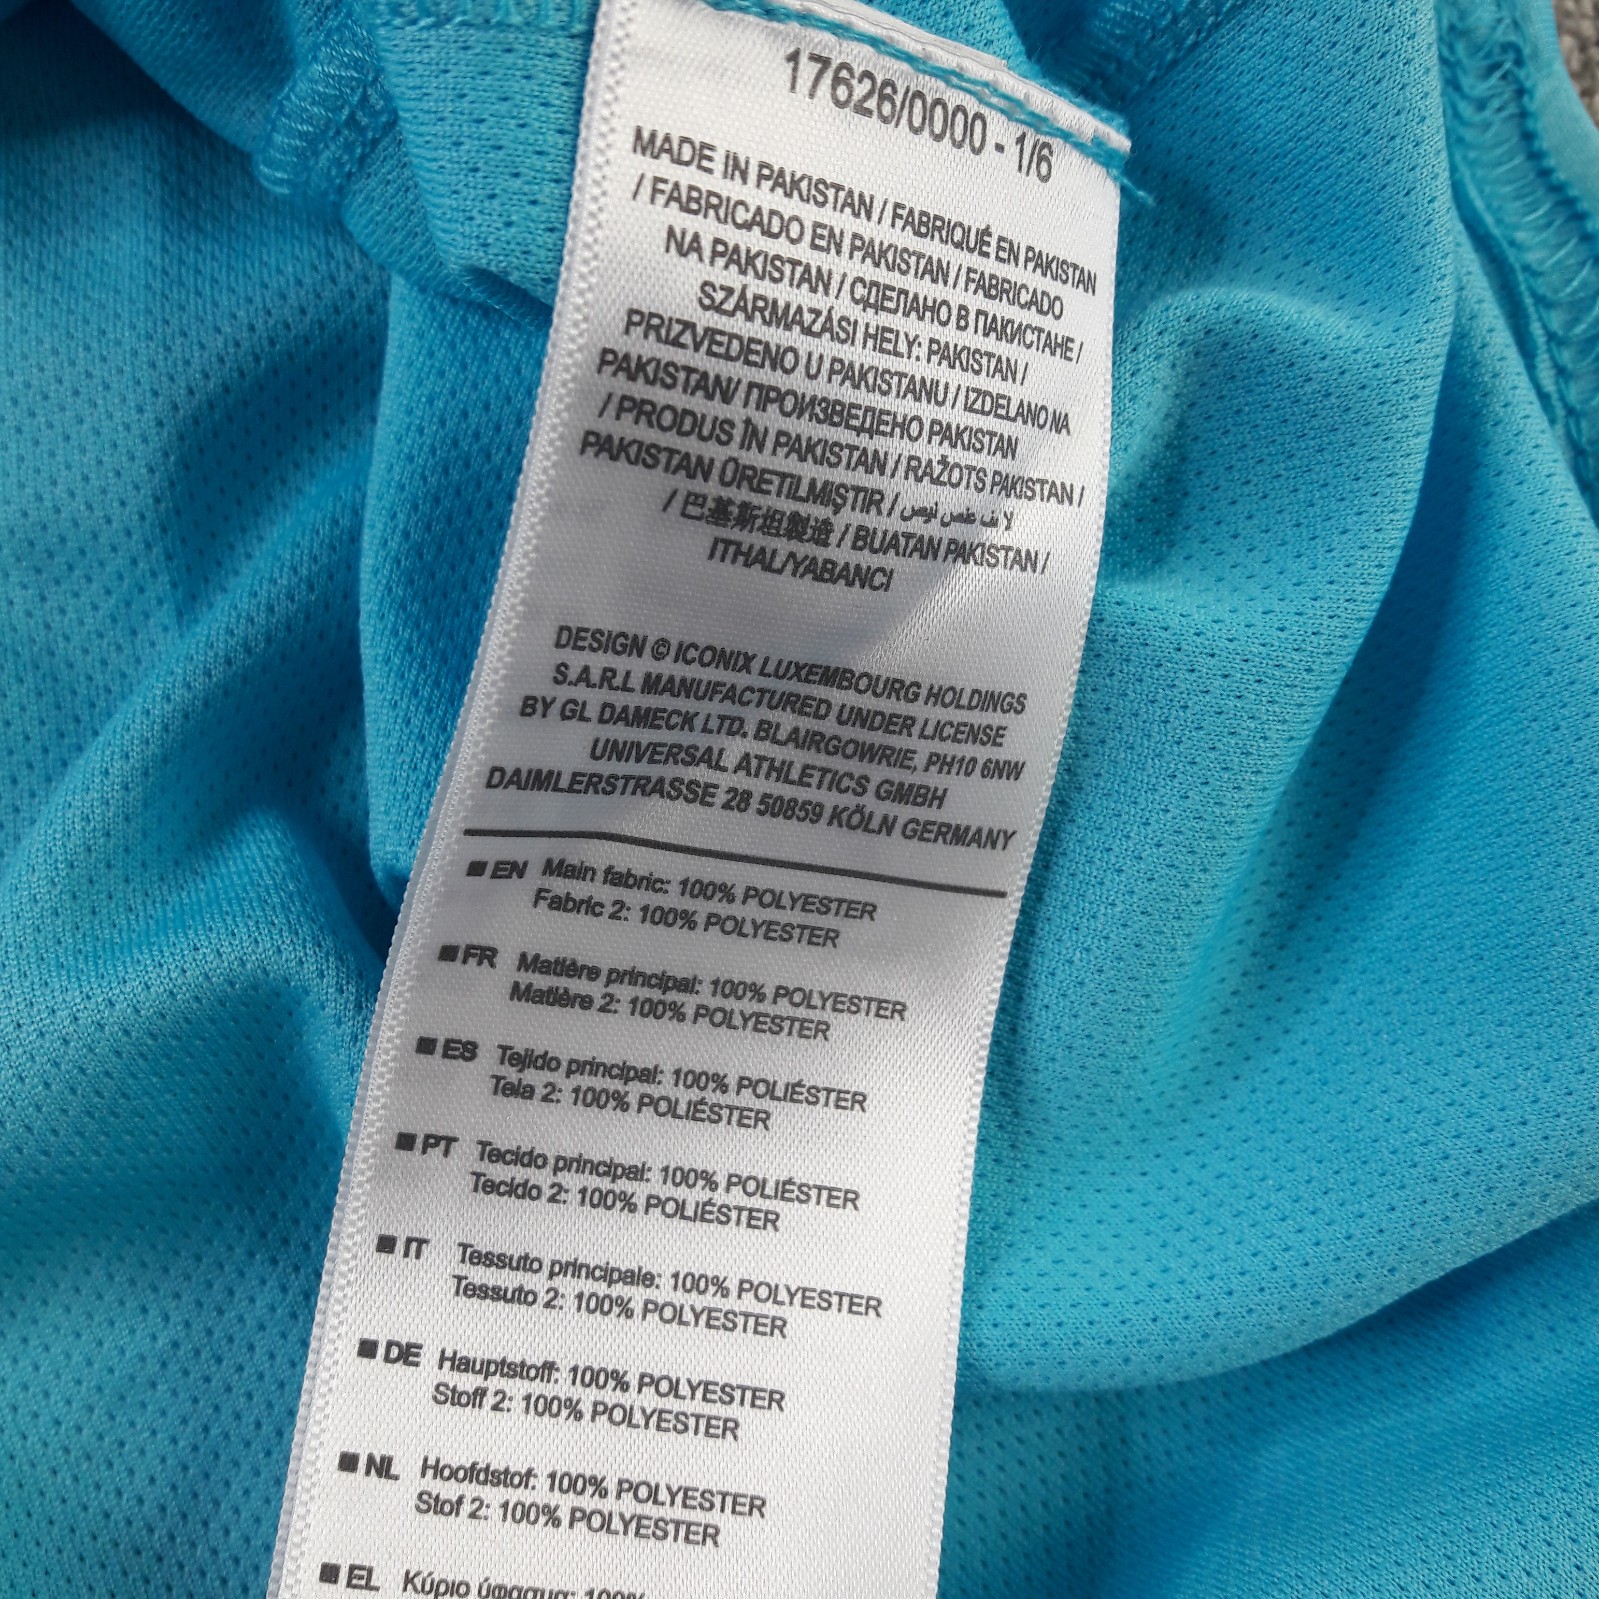 17626/0000 - 1/6
MADE IN PAKISTAN / FABRIQUÉ EN PAKISTAN
/ FABRICADO EN PAKISTAN / FABRICADO
NA PAKISTAN / СДЕЛАНО В ПАКИСТАНЕ /
SZÁRMAZÁSI HELY: PAKISTAN /
PRIZVEDENO U PAKISTANU / IZDELANO NA
PAKISTAN/ ПРОИЗВЕДЕНО PAKISTAN
/ PRODUS ÎN PAKISTAN / RAŽOTS PAKISTAN /
PAKISTAN ÜRETILMIŞTIR /
/ 巴基斯坦製造 / BUATAN PAKISTAN /
ITHAL/YABANCI
DESIGN © ICONIX LUXEMBOURG HOLDINGS
S.A.R.L MANUFACTURED UNDER LICENSE
BY GL DAMECK LTD. BLAIRGOWRIE, PH10 6NW
UNIVERSAL ATHLETICS GMBH
DAIMLERSTRASSE 28 50859 KÖLN GERMANY
■ EN Main fabric: 100% POLYESTER
Fabric 2: 100% POLYESTER
■ FR Matière principal: 100% POLYESTER
Matière 2: 100% POLYESTER
■ ES Tejido principal: 100% POLIÉSTER
Tela 2: 100% POLIÉSTER
■ PT Tecido principal: 100% POLIÉSTER
Tecido 2: 100% POLIÉSTER
■ IT Tessuto principale: 100% POLYESTER
Tessuto 2: 100% POLYESTER
■ DE Hauptstoff: 100% POLYESTER
Stoff 2: 100% POLYESTER
■ NL Hoofdstof: 100% POLYESTER
Stof 2: 100% POLYESTER
■ EL Κύριο ύφασμα: 100%